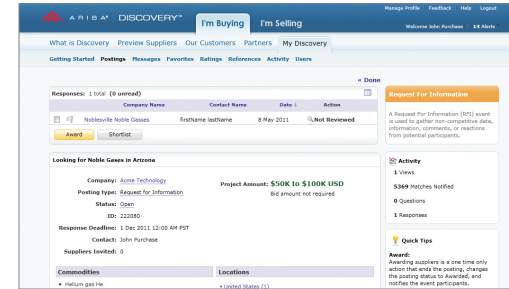 Manage Profile Feedback Help Logout
ARIBA® DISCOVERY™ I'm Buying I'm Selling
Welcome John Purchase 14 Alerts
What is Discovery Preview Suppliers Our Customers Partners My Discovery
Getting Started Postings Messages Favorites Ratings References Activity Users
« Done
Responses: 1 total (0 unread)
Company Name Contact Name Date ↓ Action
Noblesville Noble Gasses firstName lastName 8 May 2011 Not Reviewed
Award Shortlist
Request For Information
A Request For Information (RFI) event
is used to gather non-competitive data,
information, comments, or reactions
from potential participants.
Looking for Noble Gases in Arizona
Company: Acme Technology
Posting type: Request for Information
Status: Open
ID: 222080
Response Deadline: 1 Dec 2011 12:00 AM PST
Contact: John Purchase
Suppliers Invited: 0
Project Amount: $50K to $100K USD
Bid amount not required
Activity
1 Views
5369 Matches Notified
0 Questions
1 Responses
Quick Tips
Award:
Awarding suppliers is a one time only
action that ends the posting, changes
the posting status to Awarded, and
notifies the event participants.
Commodities
• Helium gas He
Locations
• United States (1)